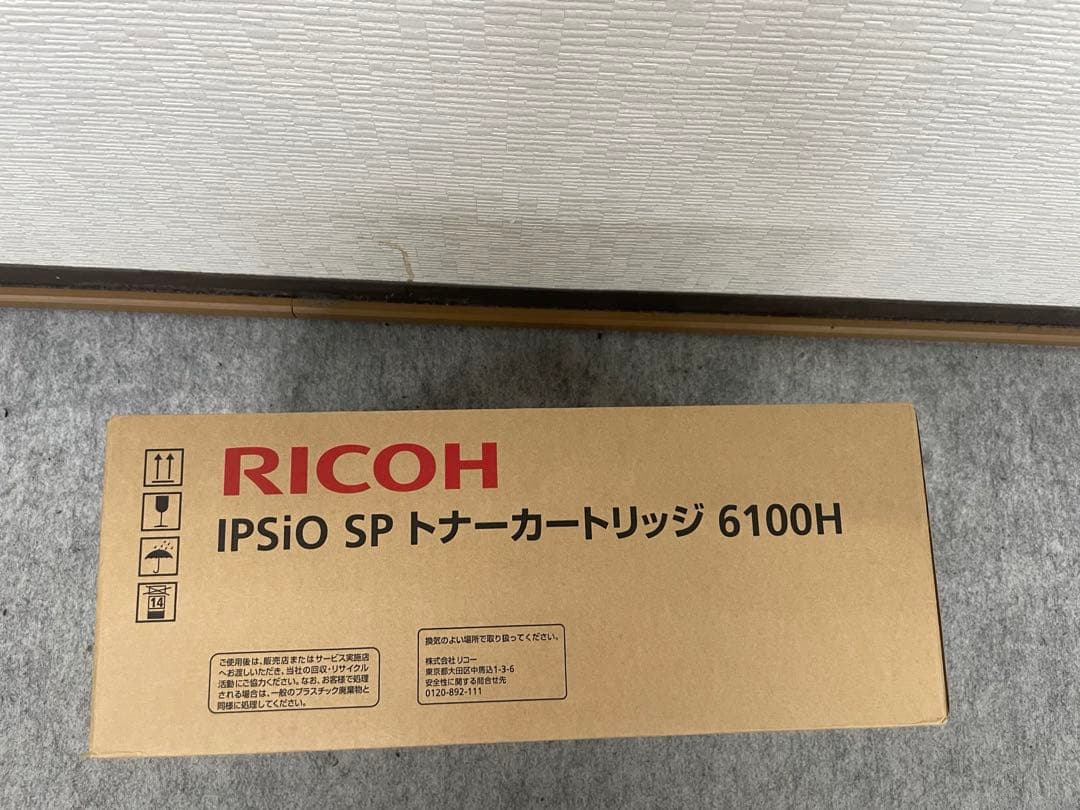 RICOH
IPSiO SP トナーカートリッジ 6100H
14
ご使用後は、販売店またはサービス実施店
へお渡しいただき、当社の回収・リサイクル
活動にご協力ください。なお、お客様で処理
される場合は、一般のプラスチック廃棄物と
同様に処理してください。
換気のよい場所で取り扱ってください。
株式会社リコー
東京都大田区中馬込1-3-6
安全性に関する問合せ先
0120-892-111